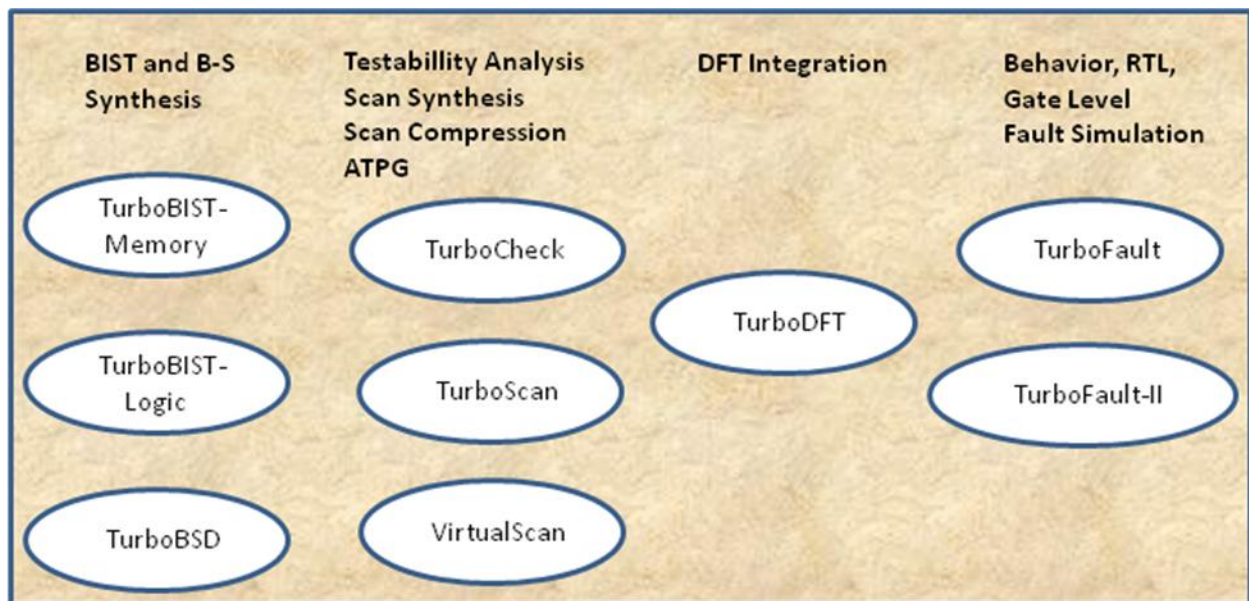 BIST and B-S
Synthesis
TurboBIST-
Memory
TurboBIST-
Logic
TurboBSD
Testabillity Analysis
Scan Synthesis
Scan Compression
ATPG
TurboCheck
TurboScan
VirtualScan
DFT Integration
TurboDFT
Behavior, RTL,
Gate Level
Fault Simulation
TurboFault
TurboFault-II